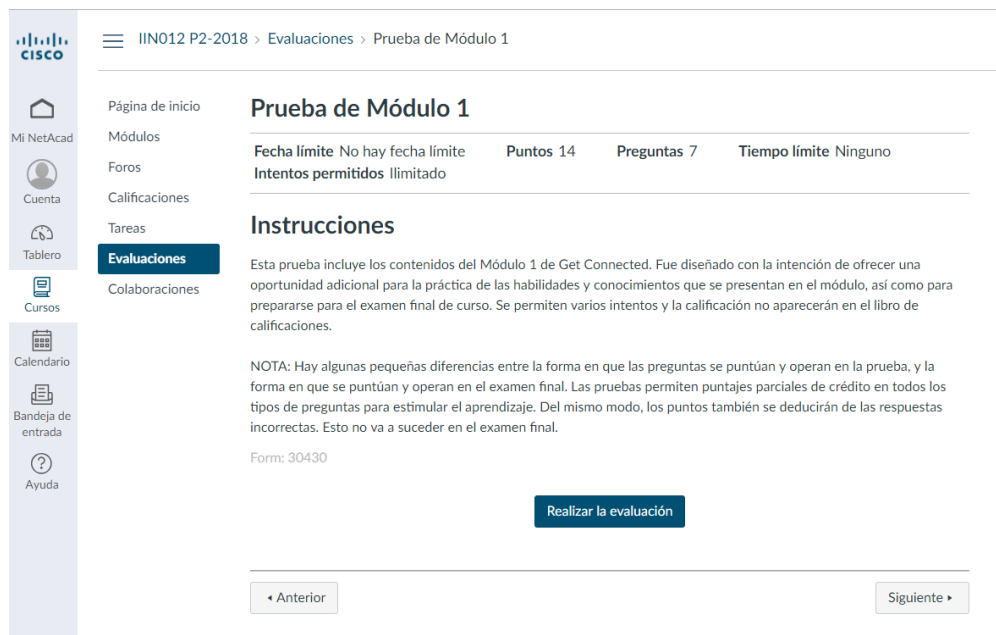 CISCO
IIN012 P2-2018 > Evaluaciones > Prueba de Módulo 1
Mi NetAcad
Cuenta
Tablero
Cursos
Calendario
Bandeja de
entrada
Ayuda
Página de inicio
Módulos
Foros
Calificaciones
Tareas
Evaluaciones
Colaboraciones
Prueba de Módulo 1
Fecha límite No hay fecha límite Puntos 14 Preguntas 7 Tiempo límite Ninguno
Intentos permitidos Ilimitado
Instrucciones
Esta prueba incluye los contenidos del Módulo 1 de Get Connected. Fue diseñado con la intención de ofrecer una
oportunidad adicional para la práctica de las habilidades y conocimientos que se presentan en el módulo, así como para
prepararse para el examen final de curso. Se permiten varios intentos y la calificación no aparecerán en el libro de
calificaciones.
NOTA: Hay algunas pequeñas diferencias entre la forma en que las preguntas se puntúan y operan en la prueba, y la
forma en que se puntúan y operan en el examen final. Las pruebas permiten puntajes parciales de crédito en todos los
tipos de preguntas para estimular el aprendizaje. Del mismo modo, los puntos también se deducirán de las respuestas
incorrectas. Esto no va a suceder en el examen final.
Form: 30430
Realizar la evaluación
◂ Anterior
Siguiente ▸